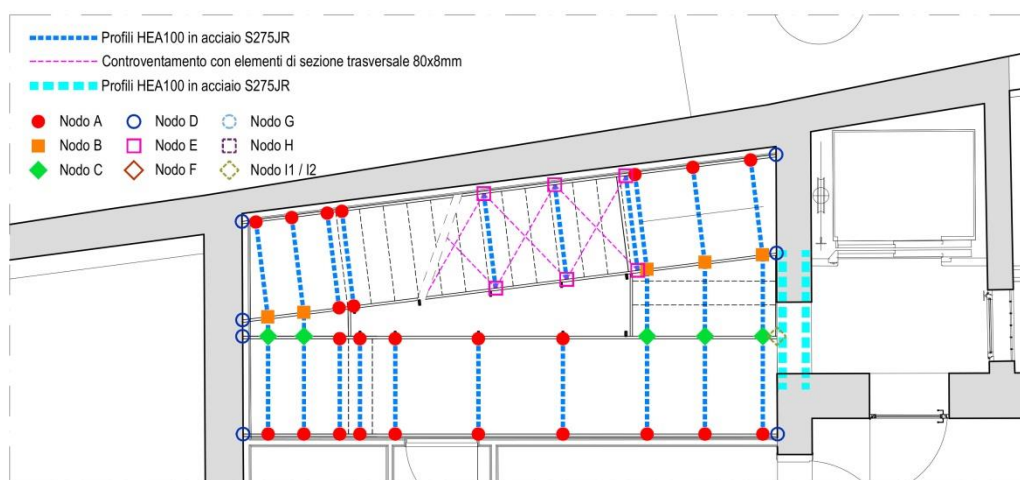 Profili HEA100 in acciaio S275JR
Controventamento con elementi di sezione trasversale 80x8mm
Profili HEA100 in acciaio S275JR
Nodo A Nodo D Nodo G
Nodo B Nodo E Nodo H
Nodo C Nodo F Nodo I1 / I2